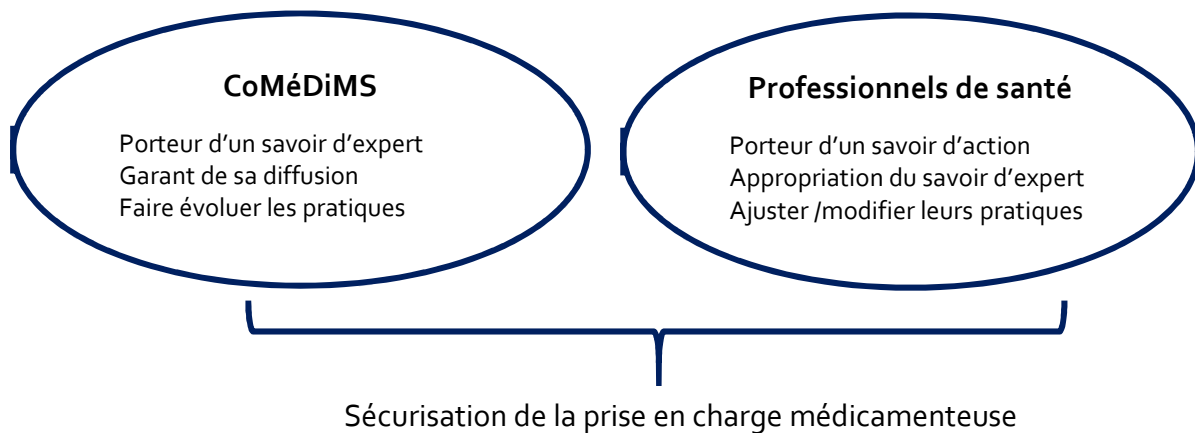 CoMéDiMS
Porteur d'un savoir d'expert
Garant de sa diffusion
Faire évoluer les pratiques
Professionnels de santé
Porteur d'un savoir d'action
Appropriation du savoir d'expert
Ajuster /modifier leurs pratiques
Sécurisation de la prise en charge médicamenteuse